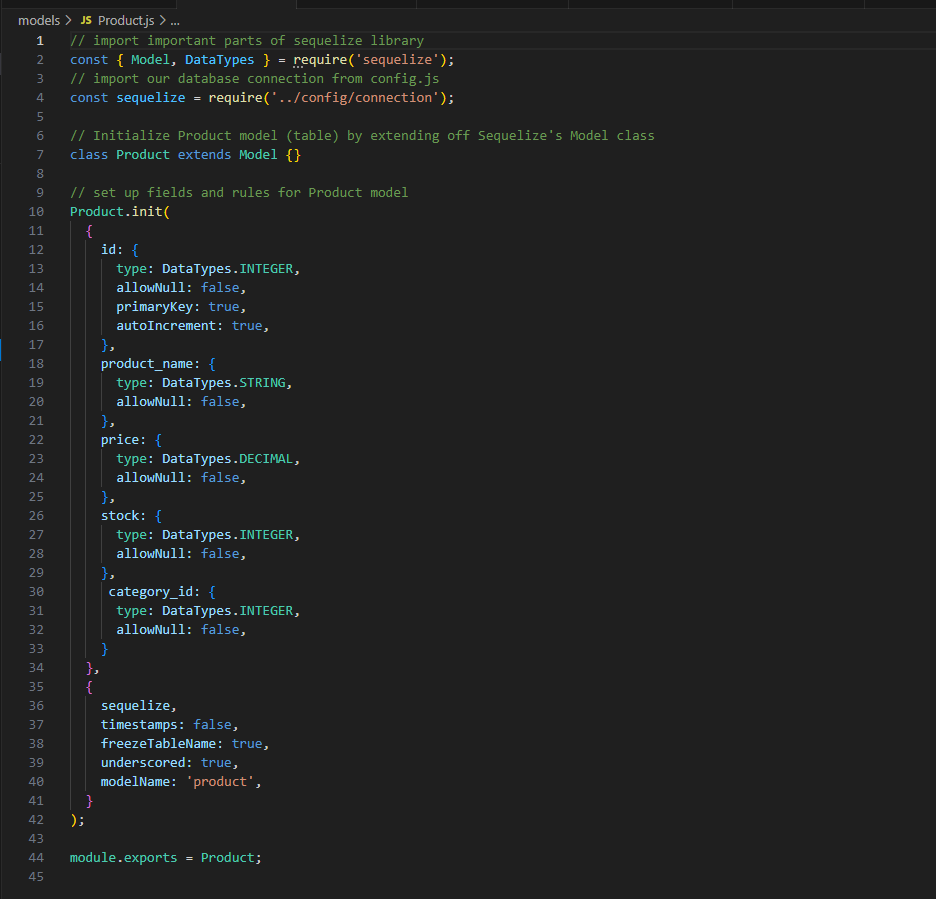 models > JS Product.js > ...
1 // import important parts of sequelize library
2 const { Model, DataTypes } = require('sequelize');
3 // import our database connection from config.js
4 const sequelize = require('../config/connection');
5
6 // Initialize Product model (table) by extending off Sequelize's Model class
7 class Product extends Model {}
8
9 // set up fields and rules for Product model
10 Product.init(
11   {
12     id: {
13       type: DataTypes.INTEGER,
14       allowNull: false,
15       primaryKey: true,
16       autoIncrement: true,
17     },
18     product_name: {
19       type: DataTypes.STRING,
20       allowNull: false,
21     },
22     price: {
23       type: DataTypes.DECIMAL,
24       allowNull: false,
25     },
26     stock: {
27       type: DataTypes.INTEGER,
28       allowNull: false,
29     },
30      category_id: {
31       type: DataTypes.INTEGER,
32       allowNull: false,
33     }
34   },
35   {
36     sequelize,
37     timestamps: false,
38     freezeTableName: true,
39     underscored: true,
40     modelName: 'product',
41   }
42 );
43
44 module.exports = Product;
45